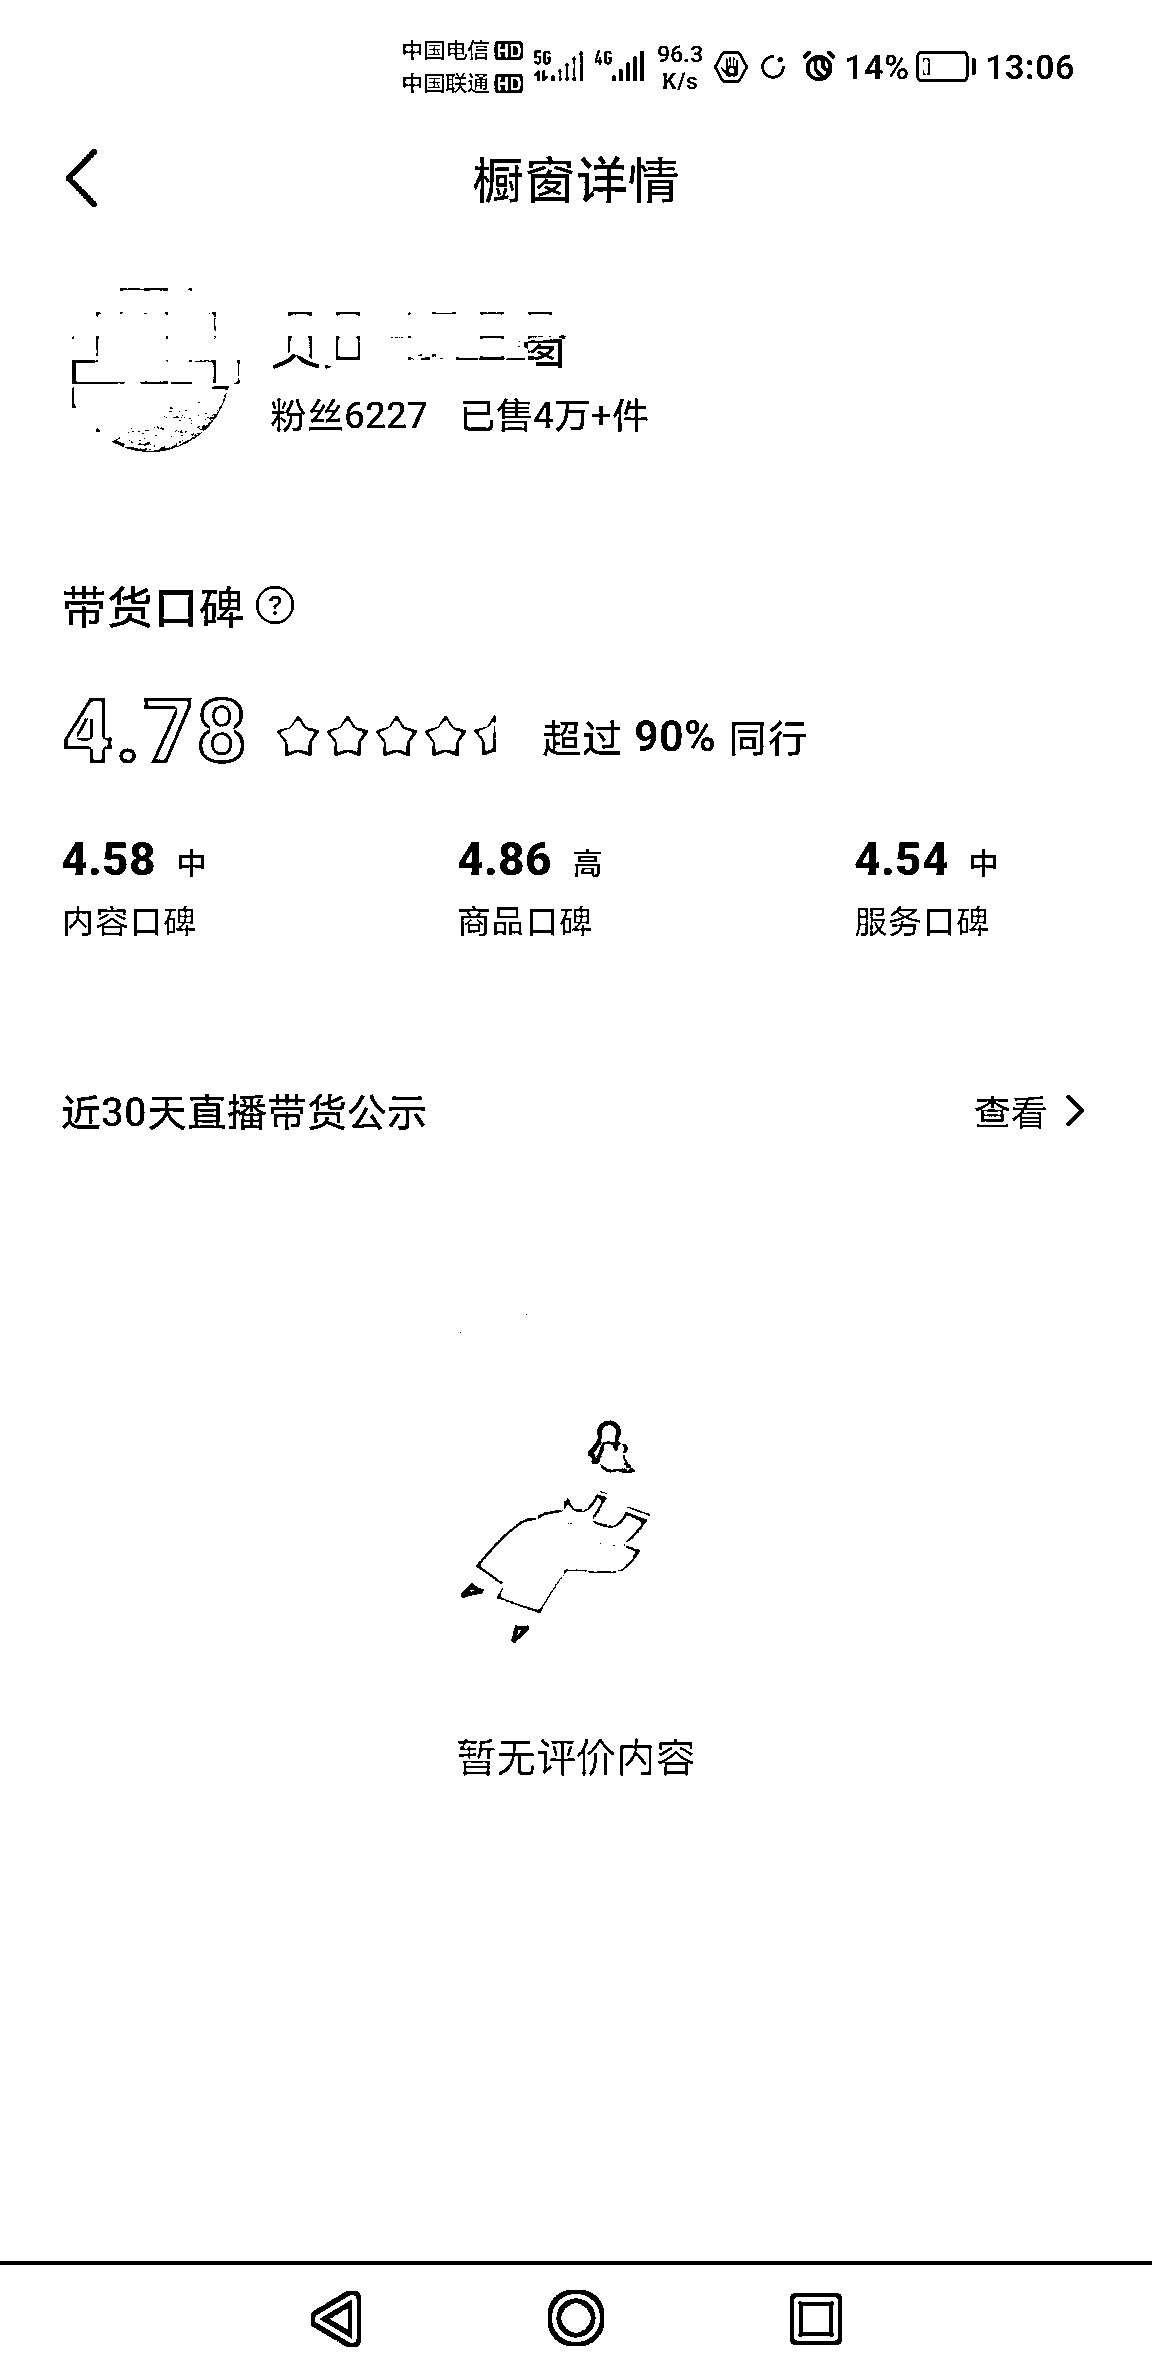 中国电信 HD 5G 4G 96.3 K/s 14% 13:06
中国联通 HD
橱窗详情
窗
粉丝6227 已售4万+件
带货口碑 ?
4.78 超过 90% 同行
4.58 中 4.86 高 4.54 中
内容口碑 商品口碑 服务口碑
近30天直播带货公示 查看
暂无评价内容